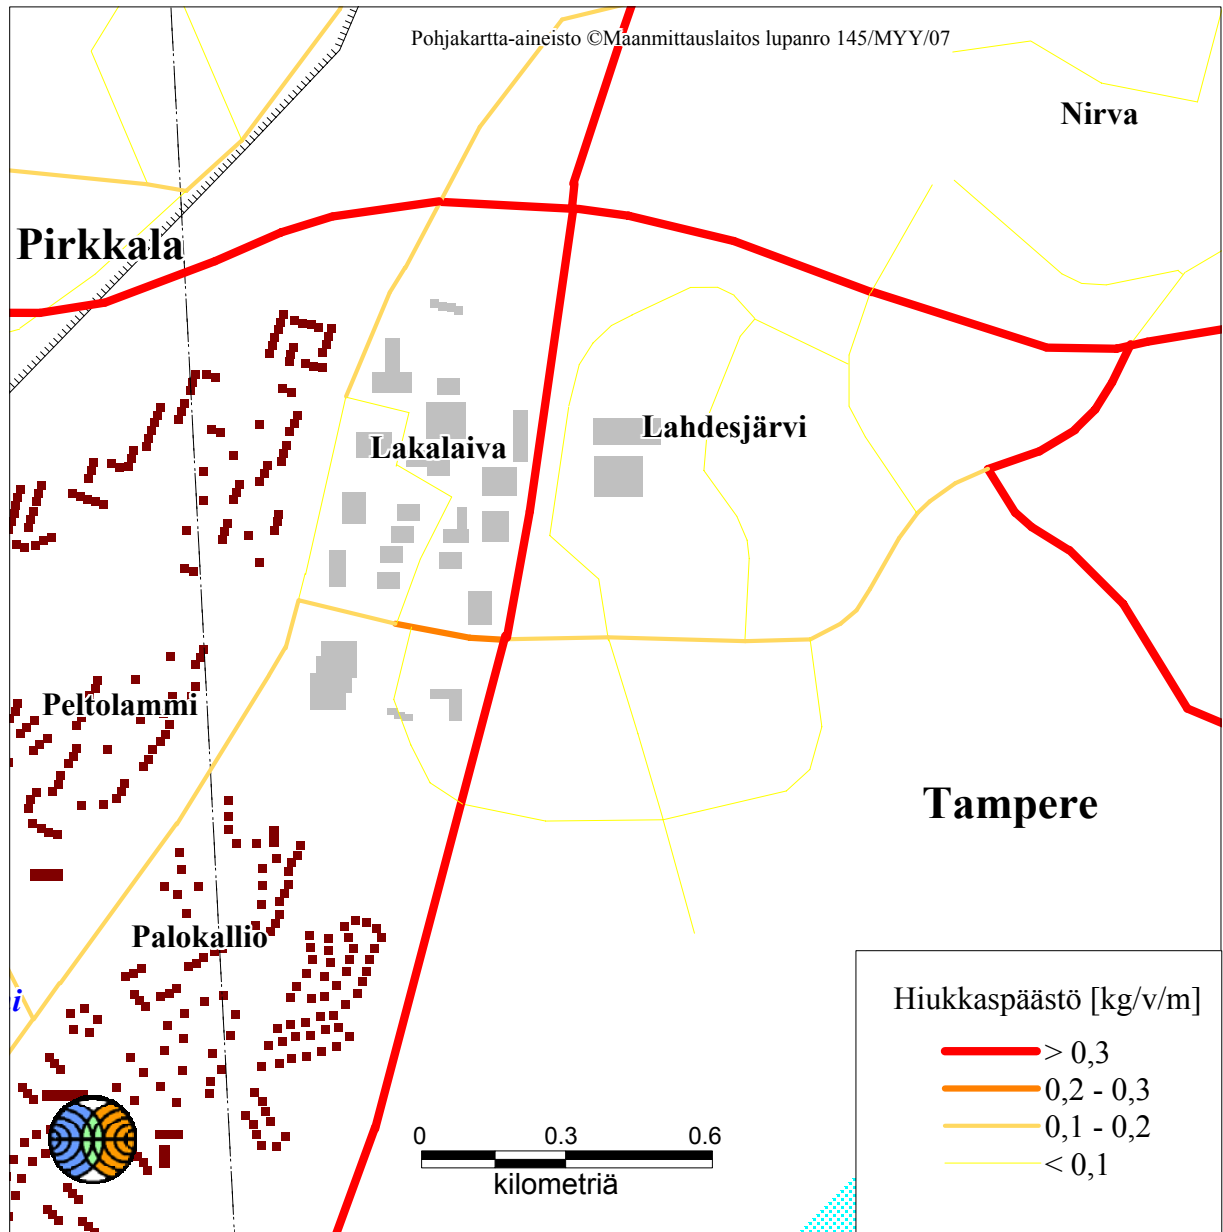 Pohjakartta-aineisto ©Maanmittauslaitos lupanro 145/MYY/07
Nirva
Pirkkala
Lahdesjärvi
Lakalaiva
Peltolammi
Tampere
Palokallio
i
Hiukkaspäästö [kg/v/m]
> 0,3
0,2 - 0,3
0,1 - 0,2
< 0,1
0 0.3 0.6
kilometriä